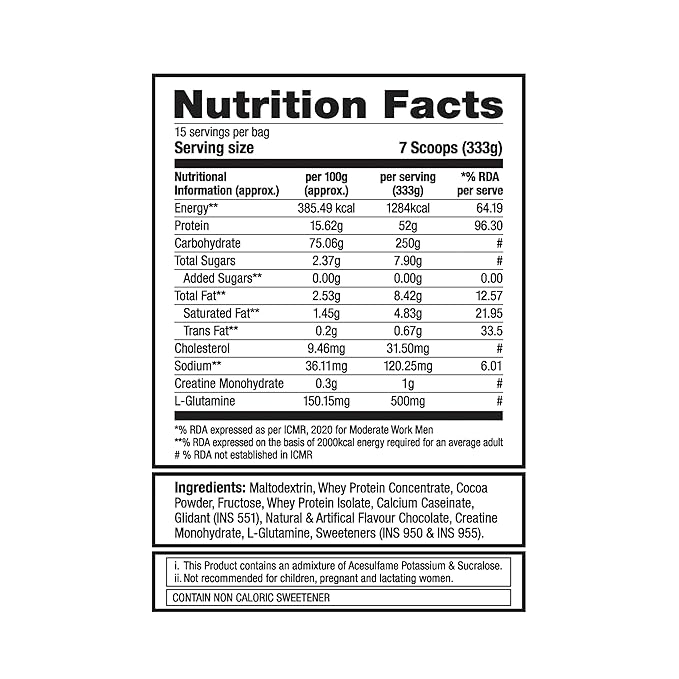 Nutrition Facts
15 servings per bag
Serving size 7 Scoops (333g)
Nutritional per 100g per serving *% RDA
Information (approx.) (approx.) (333g) per serve
Energy** 385.49 kcal 1284kcal 64.19
Protein 15.62g 52g 96.30
Carbohydrate 75.06g 250g #
Total Sugars 2.37g 7.90g #
Added Sugars** 0.00g 0.00g 0.00
Total Fat** 2.53g 8.42g 12.57
Saturated Fat** 1.45g 4.83g 21.95
Trans Fat** 0.2g 0.67g 33.5
Cholesterol 9.46mg 31.50mg #
Sodium** 36.11mg 120.25mg 6.01
Creatine Monohydrate 0.3g 1g #
L-Glutamine 150.15mg 500mg #
*% RDA expressed as per ICMR, 2020 for Moderate Work Men
**% RDA expressed on the basis of 2000kcal energy required for an average adult
# % RDA not established in ICMR
Ingredients: Maltodextrin, Whey Protein Concentrate, Cocoa
Powder, Fructose, Whey Protein Isolate, Calcium Caseinate,
Glidant (INS 551), Natural & Artifical Flavour Chocolate, Creatine
Monohydrate, L-Glutamine, Sweeteners (INS 950 & INS 955).
i. This Product contains an admixture of Acesulfame Potassium & Sucralose.
ii. Not recommended for children, pregnant and lactating women.
CONTAIN NON CALORIC SWEETENER